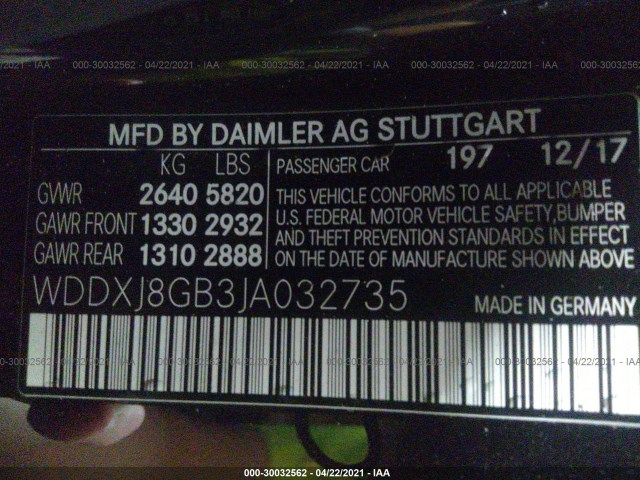 000-30032562 - 04/22/2021 - IAA
000-30032562 - 04/22/2021 - IAA
MFD BY DAIMLER AG STUTTGART
KG LBS PASSENGER CAR 197 12/17
GVWR 2640 5820
GAWR FRONT 1330 2932
GAWR REAR 1310 2888
THIS VEHICLE CONFORMS TO ALL APPLICABLE
U.S. FEDERAL MOTOR VEHICLE SAFETY, BUMPER
AND THEFT PREVENTION STANDARDS IN EFFECT
ON THE DATE OF MANUFACTURE SHOWN ABOVE
WDDXJ8GB3JA032735 MADE IN GERMANY
000-30032562 - 04/22/2021 - IAA
000-30032562 - 04/22/2021 - IAA
000-30032562 - 04/22/2021 - IAA